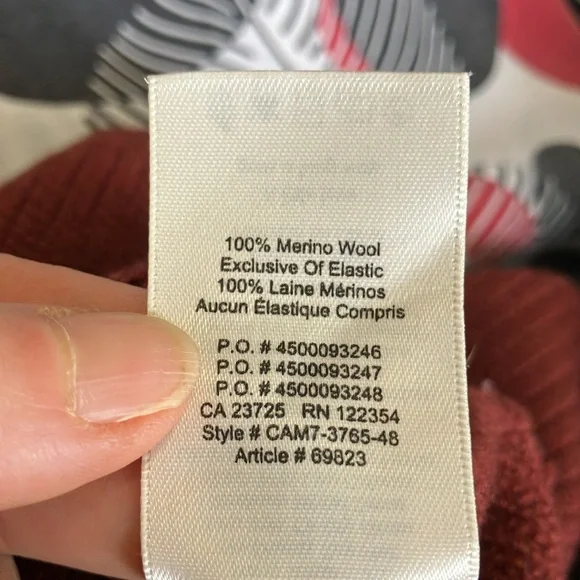 100% Merino Wool
Exclusive Of Elastic
100% Laine Mérinos
Aucun Élastique Compris
P.O. # 4500093246
P.O. # 4500093247
P.O. # 4500093248
CA 23725 RN 122354
Style # CAM7-3765-48
Article # 69823